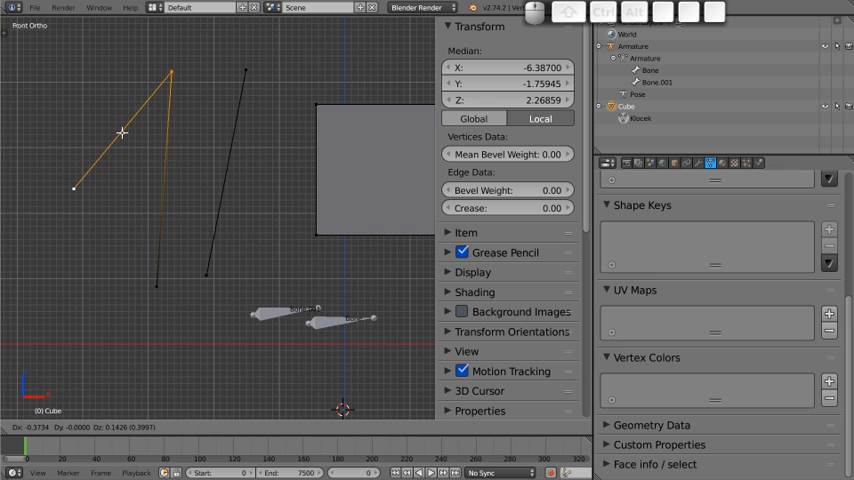 File
Render
Window
Help
Default
Scene
Blender Render
v2.74.2
Ctrl
Alt
Front Ortho
Transform
Median:
X: -6.38700
Y: -1.75945
Z: 2.26859
Global
Local
Vertices Data:
Mean Bevel Weight: 0.00
Edge Data:
Bevel Weight: 0.00
Crease: 0.00
Item
Grease Pencil
Display
Shading
Background Images
Transform Orientations
View
Motion Tracking
3D Cursor
Properties
World
Armature
Armature
Bone
Bone.001
Pose
Cube
Klocek
Shape Keys
UV Maps
Vertex Colors
Geometry Data
Custom Properties
Face info / select
(0) Cube
Dx: -0.3734 Dy: -0.0000 Dz: 0.1426 (0.3997)
0 20 40 60 80 100 120 140 160 180 200 220 240 260 280 300 320
View
Marker
Frame
Playback
Start: 0
End: 7500
0
No Sync